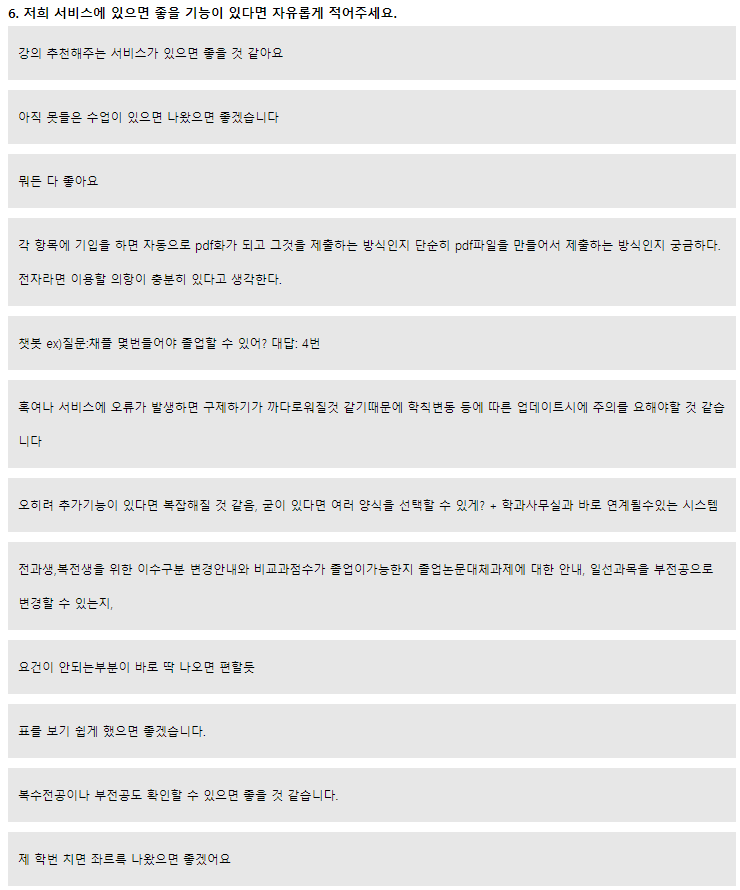 6. 저희 서비스에 있으면 좋을 기능이 있다면 자유롭게 적어주세요.
강의 추천해주는 서비스가 있으면 좋을 것 같아요
아직 못들은 수업이 있으면 나왔으면 좋겠습니다
뭐든 다 좋아요
각 항목에 기입을 하면 자동으로 pdf화가 되고 그것을 제출하는 방식인지 단순히 pdf파일을 만들어서 제출하는 방식인지 궁금하다.
전자라면 이용할 의향이 충분히 있다고 생각한다.
챗봇 ex)질문:채플 몇번들어야 졸업할 수 있어? 대답: 4번
혹여나 서비스에 오류가 발생하면 구제하기가 까다로워질것 같기때문에 학칙변동 등에 따른 업데이트시에 주의를 요해야할 것 같습
니다
오히려 추가기능이 있다면 복잡해질 것 같음, 굳이 있다면 여러 양식을 선택할 수 있게? + 학과사무실과 바로 연계될수있는 시스템
전과생,복전생을 위한 이수구분 변경안내와 비교과점수가 졸업이가능한지 졸업논문대체과제에 대한 안내, 일선과목을 부전공으로
변경할 수 있는지,
요건이 안되는부분이 바로 딱 나오면 편할듯
표를 보기 쉽게 했으면 좋겠습니다.
복수전공이나 부전공도 확인할 수 있으면 좋을 것 같습니다.
제 학번 치면 좌르륵 나왔으면 좋겠어요